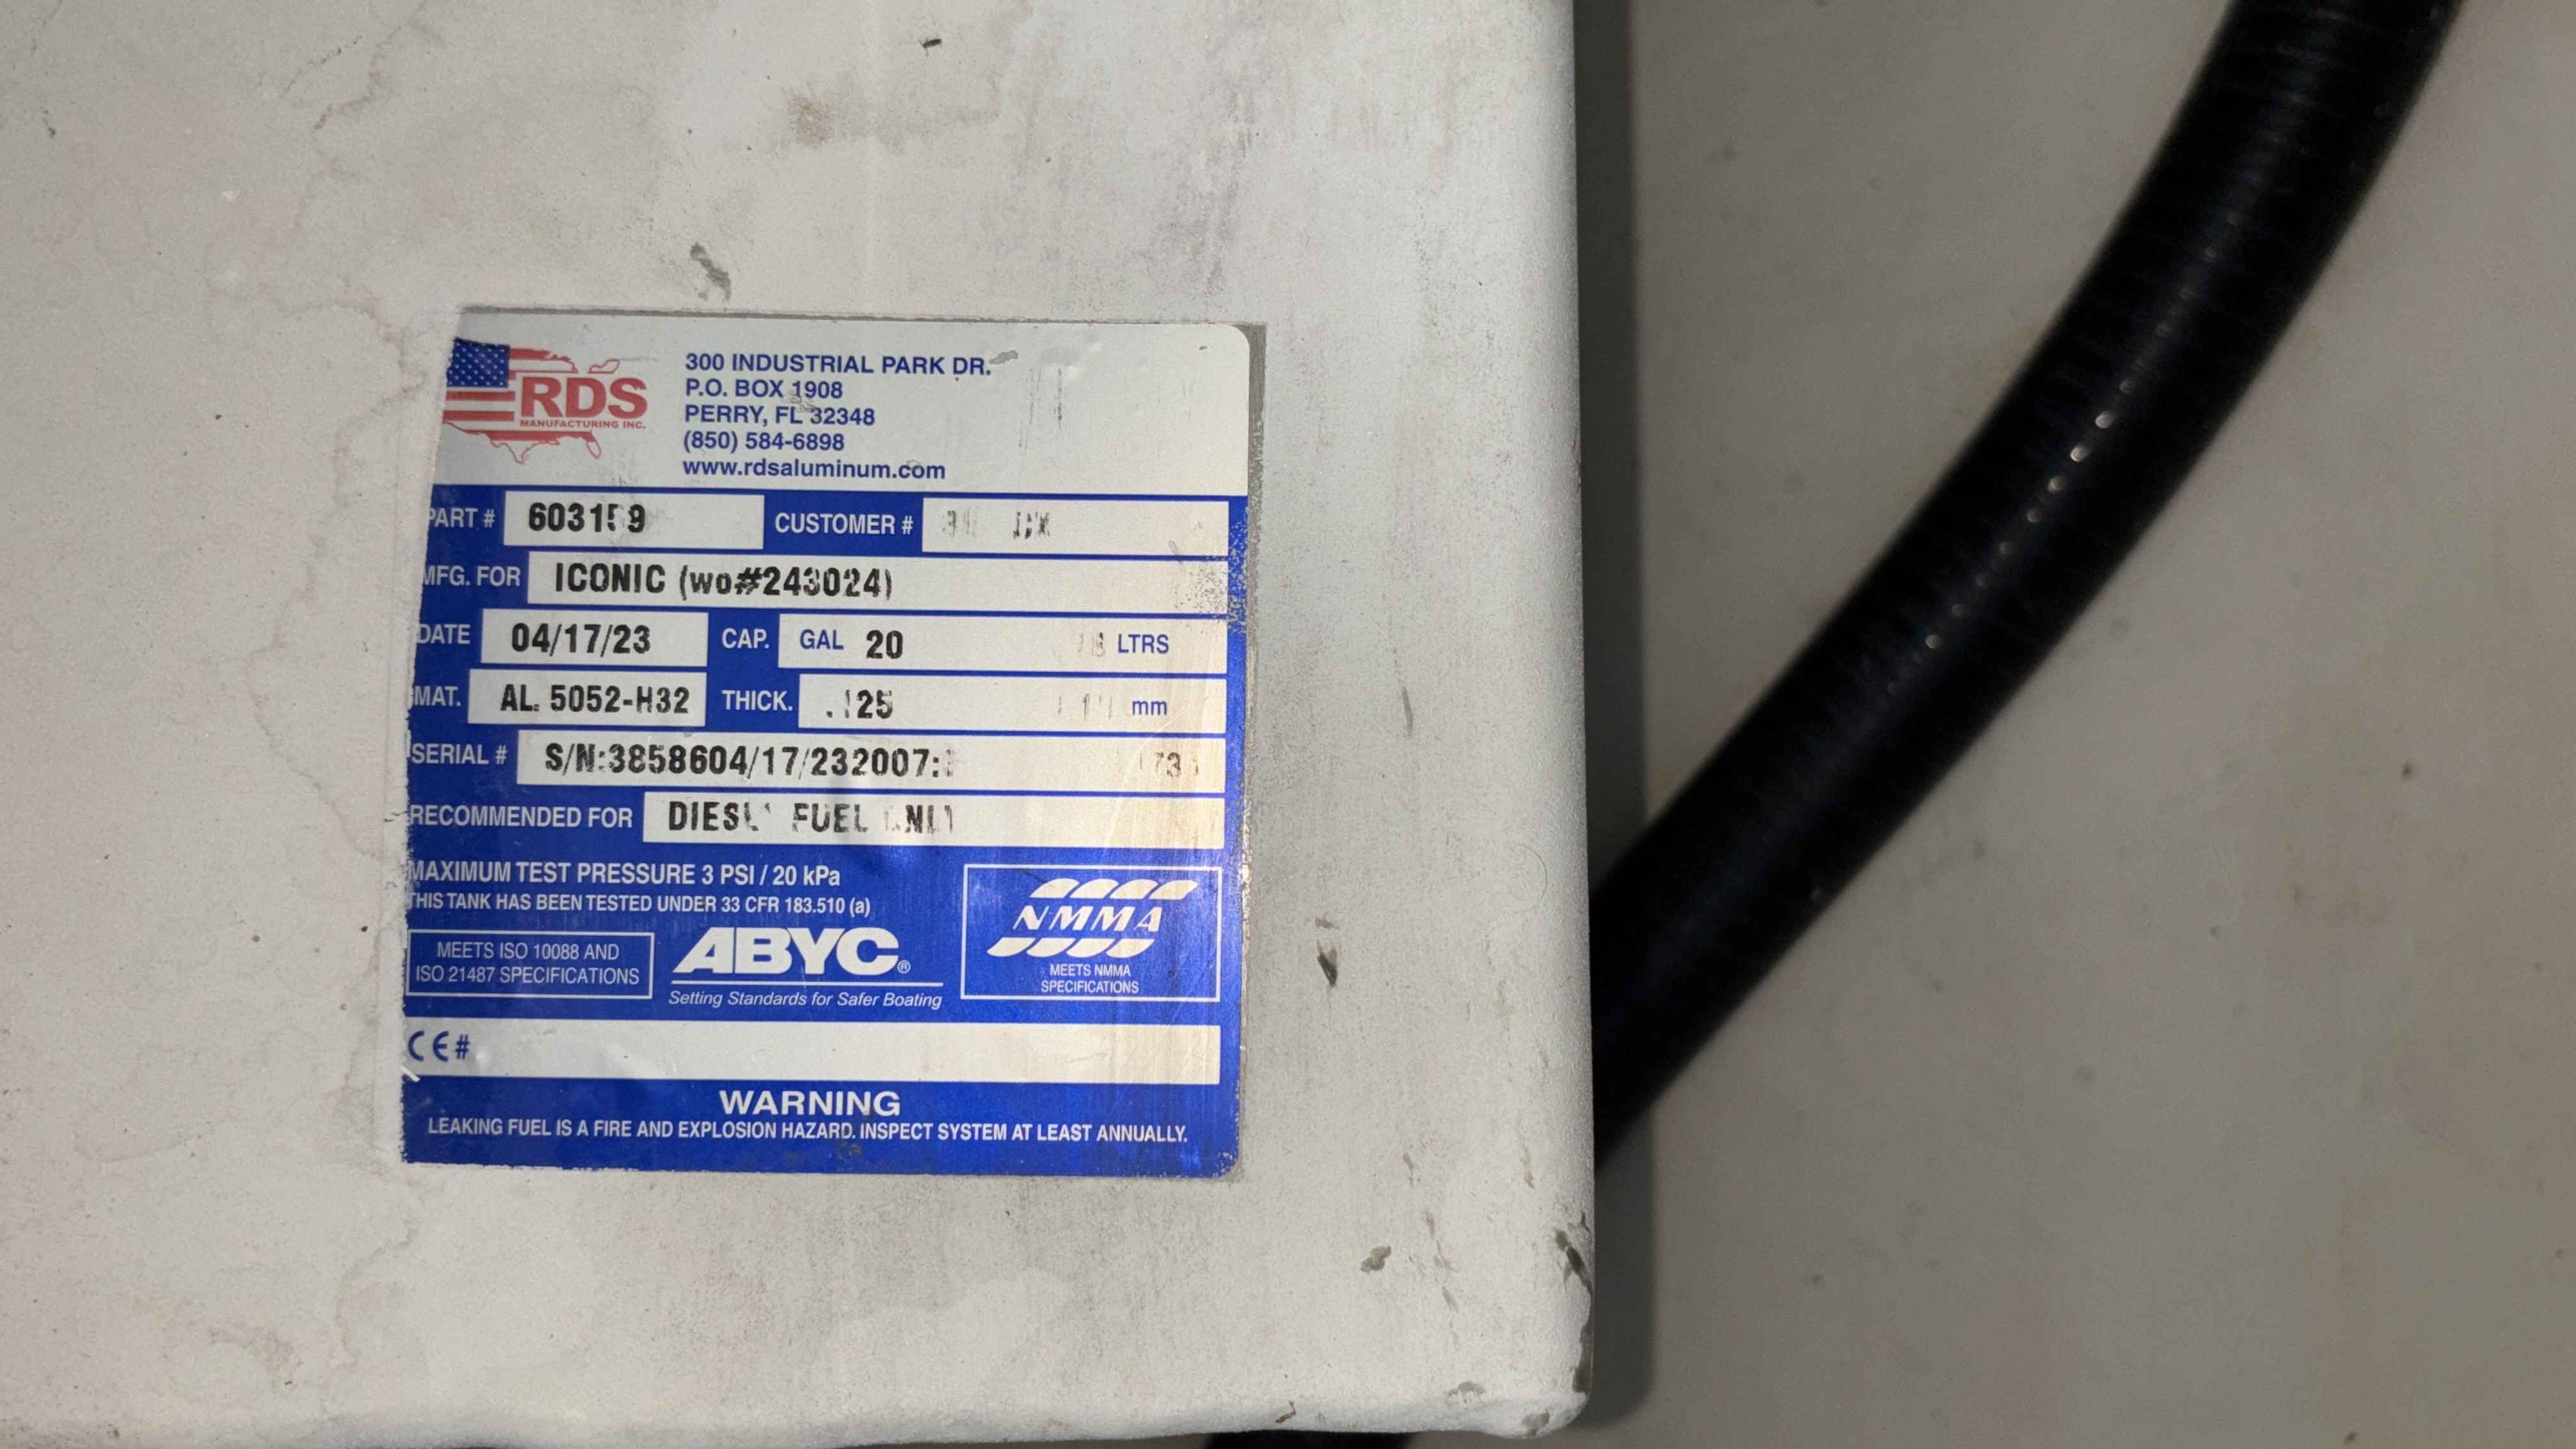 RDS
MANUFACTURING INC.
300 INDUSTRIAL PARK DR.
P.O. BOX 1908
PERRY, FL 32348
(850) 584-6898
www.rdsaluminum.com
PART # CUSTOMER #
MFG. FOR ICONIC (wo#243024)
DATE 04/17/23 CAP. GAL 20 LTRS
MAT. AL. 5052-H32 THICK. .125 mm
SERIAL #
RECOMMENDED FOR DIESEL FUEL ONLY
MAXIMUM TEST PRESSURE 3 PSI / 20 kPa
THIS TANK HAS BEEN TESTED UNDER 33 CFR 183.510 (a)
MEETS ISO 10088 AND
ISO 21487 SPECIFICATIONS
ABYC®
Setting Standards for Safer Boating
NMMA
MEETS NMMA
SPECIFICATIONS
CE#
WARNING
LEAKING FUEL IS A FIRE AND EXPLOSION HAZARD. INSPECT SYSTEM AT LEAST ANNUALLY.